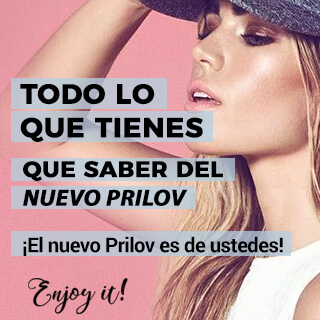 TODO LO
QUE TIENES
QUE SABER DEL
NUEVO PRILOV
¡El nuevo Prilov es de ustedes!
Enjoy it!